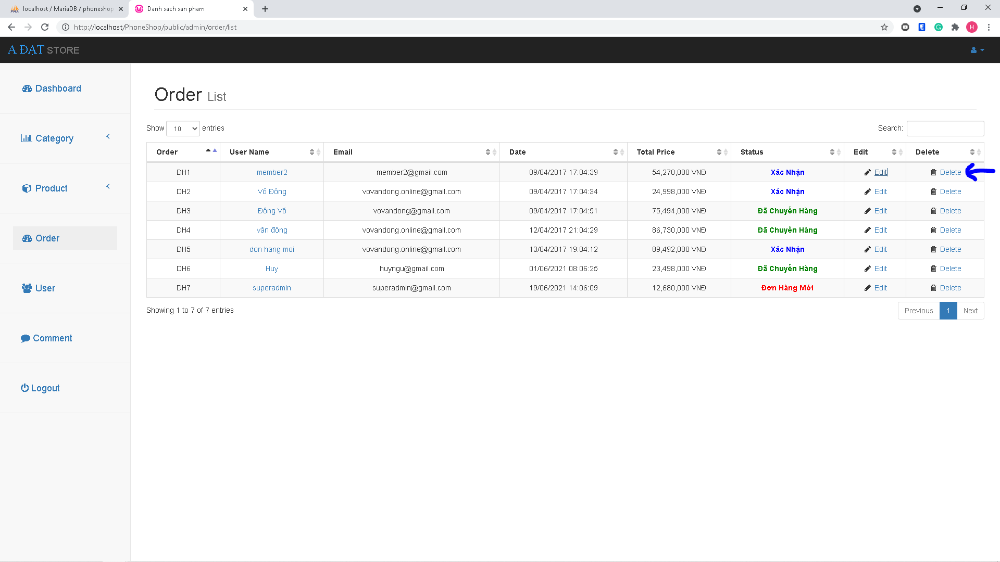 localhost / MariaDB / phoneshop
Danh sach san pham
http://localhost/PhoneShop/public/admin/order/list
H
A ĐẠT STORE
Dashboard
Category
Product
Order
User
Comment
Logout
Order List
Show 10 entries
Search:
Order User Name Email Date Total Price Status Edit Delete
DH1 member2 member2@gmail.com 09/04/2017 17:04:39 54,270,000 VNĐ Xác Nhận Edit Delete
DH2 Võ Đông vovandong.online@gmail.com 09/04/2017 17:04:34 24,998,000 VNĐ Xác Nhận Edit Delete
DH3 Đông Võ vovandong@gmail.com 09/04/2017 17:04:51 75,494,000 VNĐ Đã Chuyển Hàng Edit Delete
DH4 văn đông vovandong.online@gmail.com 12/04/2017 21:04:29 86,730,000 VNĐ Đã Chuyển Hàng Edit Delete
DH5 don hang moi vovandong.online@gmail.com 13/04/2017 19:04:12 89,492,000 VNĐ Xác Nhận Edit Delete
DH6 Huy huyngu@gmail.com 01/06/2021 08:06:25 23,498,000 VNĐ Đã Chuyển Hàng Edit Delete
DH7 superadmin superadmin@gmail.com 19/06/2021 14:06:09 12,680,000 VNĐ Đơn Hàng Mới Edit Delete
Showing 1 to 7 of 7 entries
Previous 1 Next